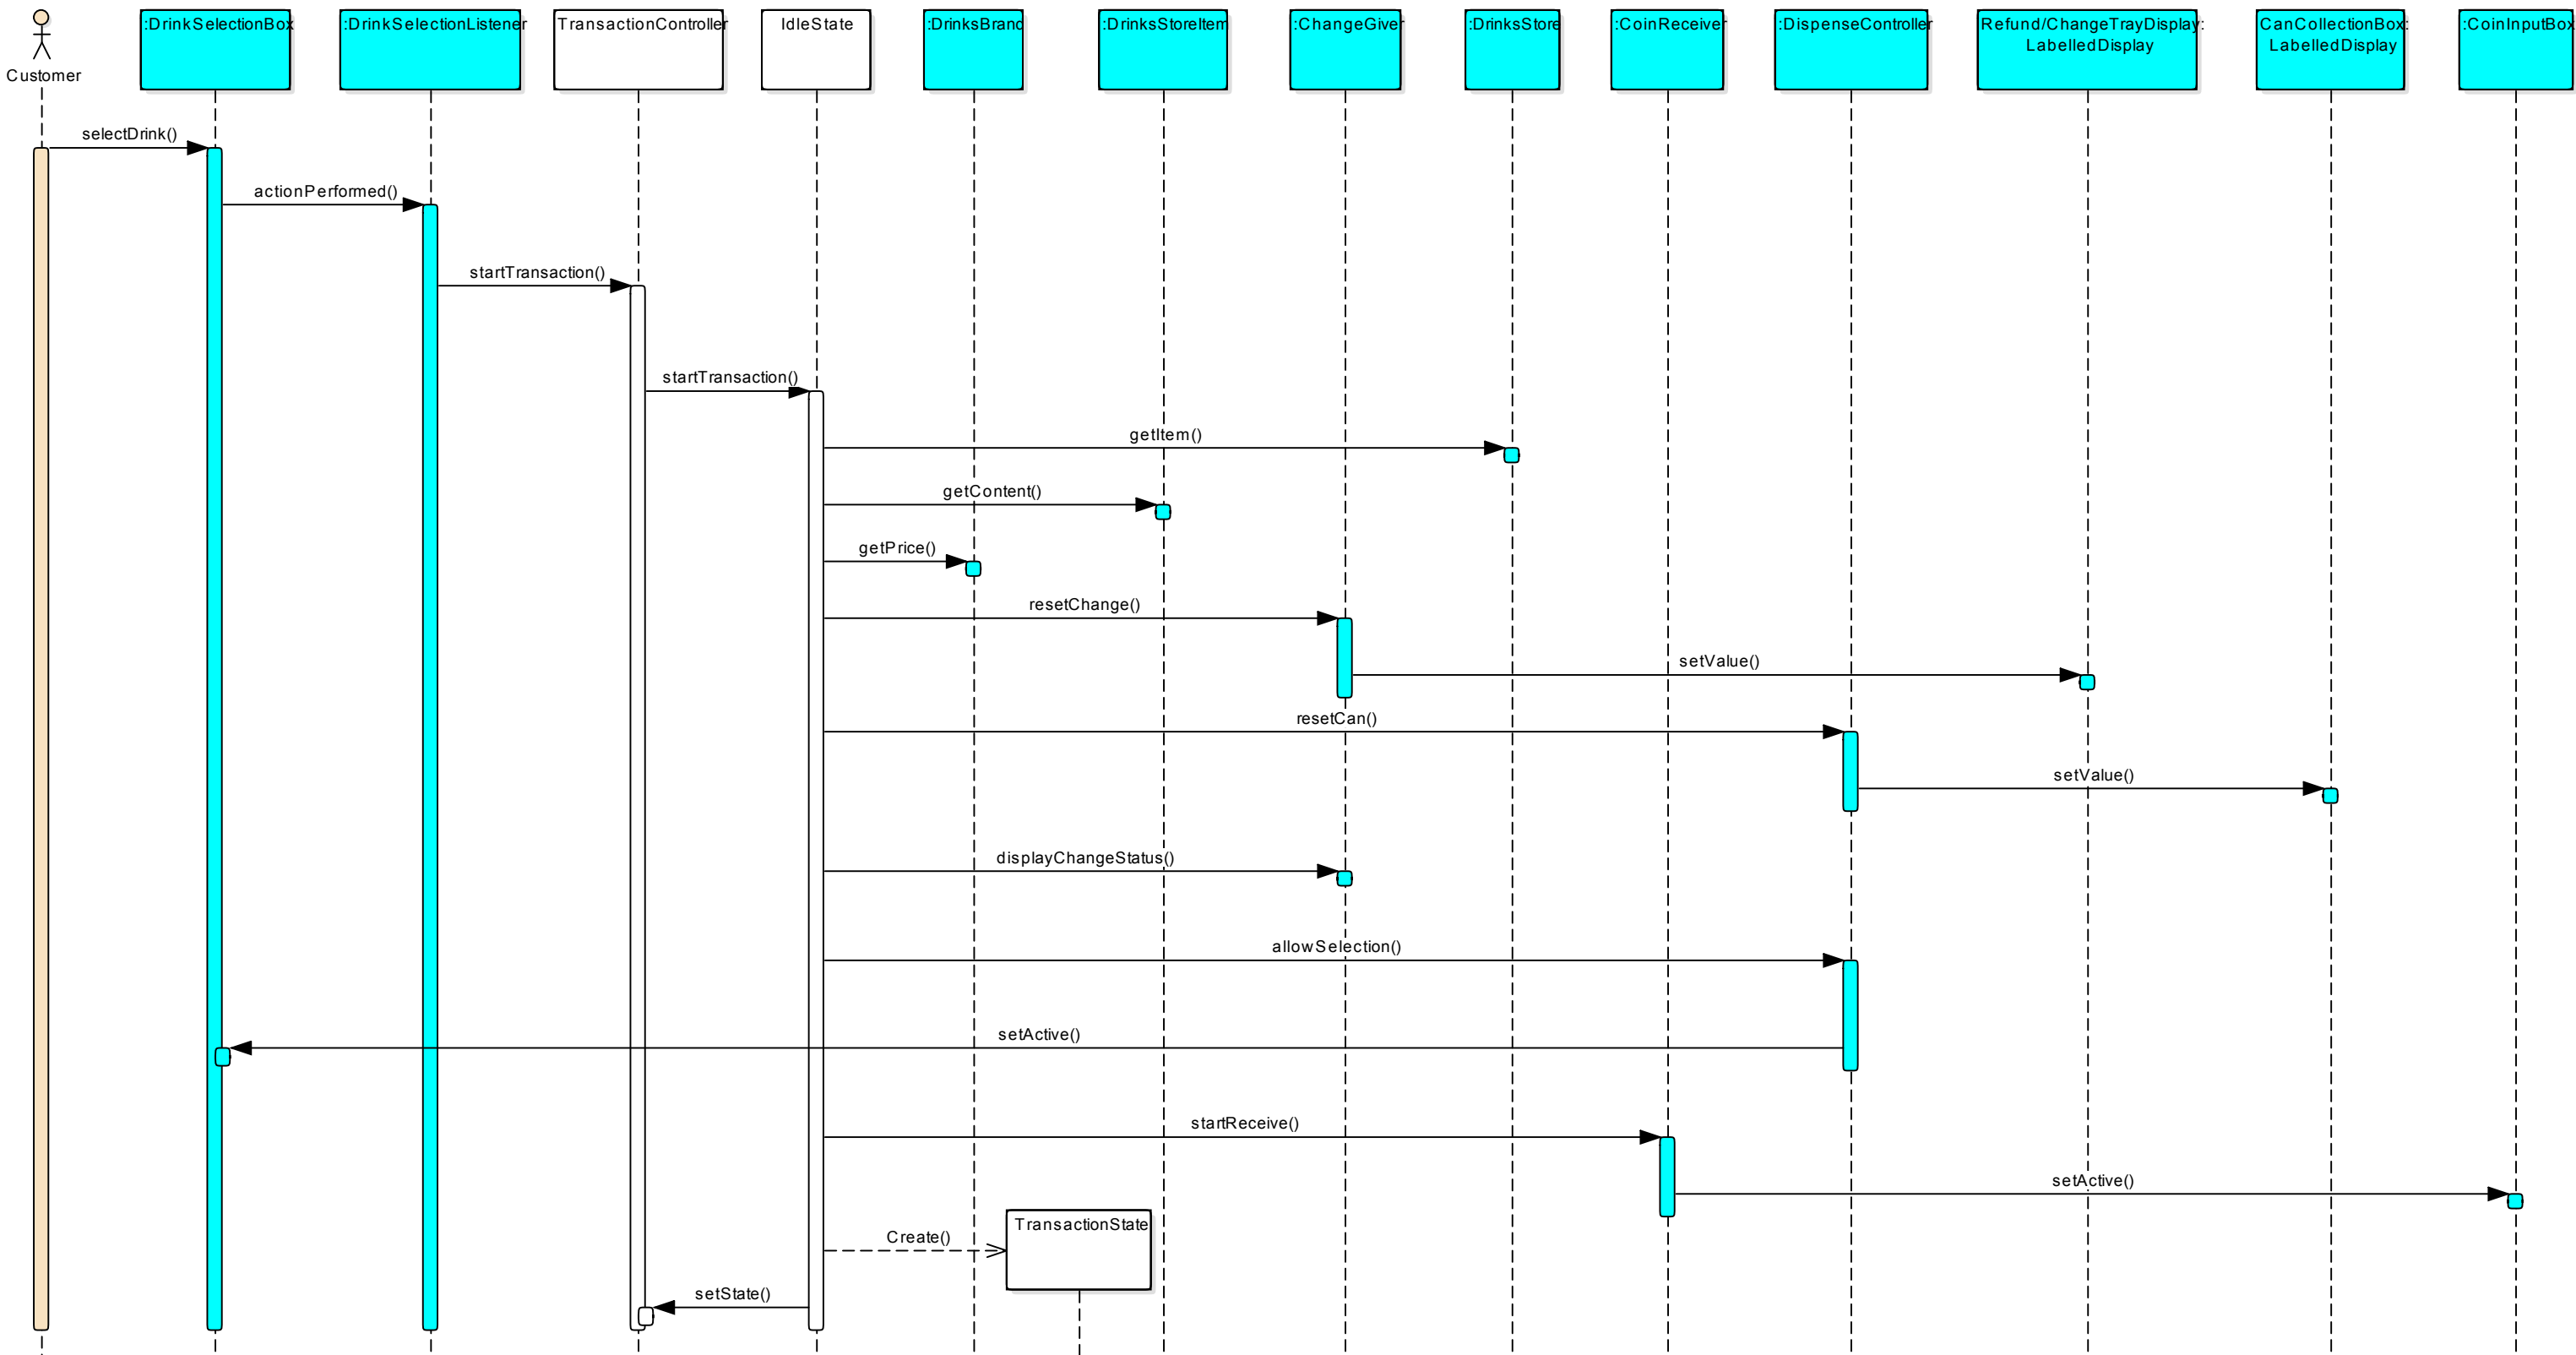 :DrinkSelectionBox
:DrinkSelectionListener
TransactionController
IdleState
:DrinksBrand
:DrinksStoreItem
:ChangeGiver
:DrinksStore
:CoinReceiver
:DispenseController
Refund/ChangeTrayDisplay:
LabelledDisplay
CanCollectionBox:
LabelledDisplay
:CoinInputBox
Customer
selectDrink()
actionPerformed()
startTransaction()
startTransaction()
getItem()
getContent()
getPrice()
resetChange()
setValue()
resetCan()
setValue()
displayChangeStatus()
allowSelection()
setActive()
startReceive()
setActive()
TransactionState
Create()
setState()